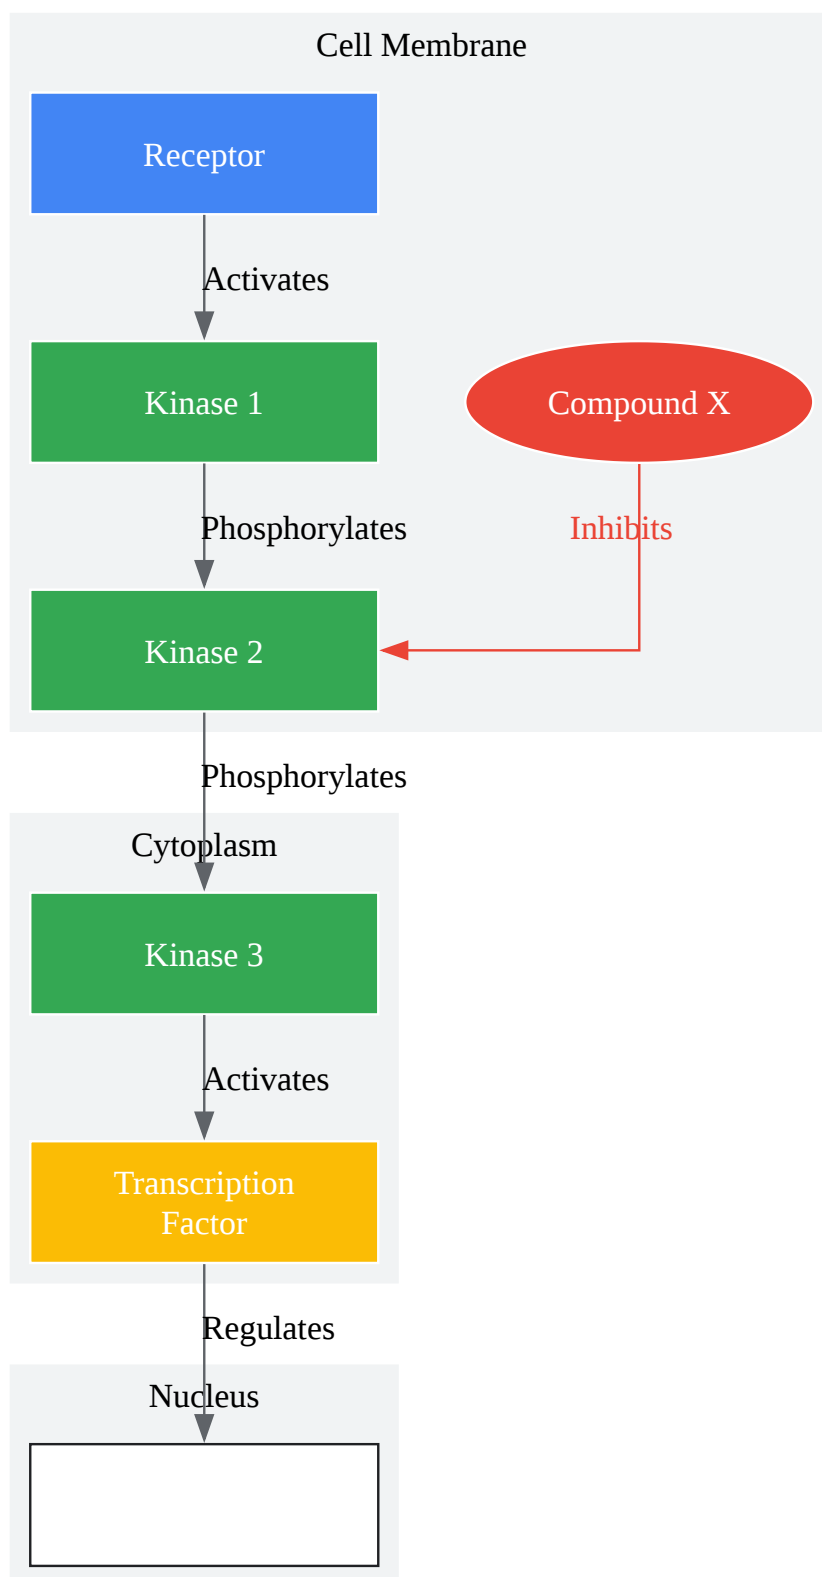 Cell Membrane
Receptor
Activates
Kinase 1
Compound X
Phosphorylates
Inhibits
Kinase 2
Phosphorylates
Cytoplasm
Kinase 3
Activates
Transcription
Factor
Regulates
Nucleus